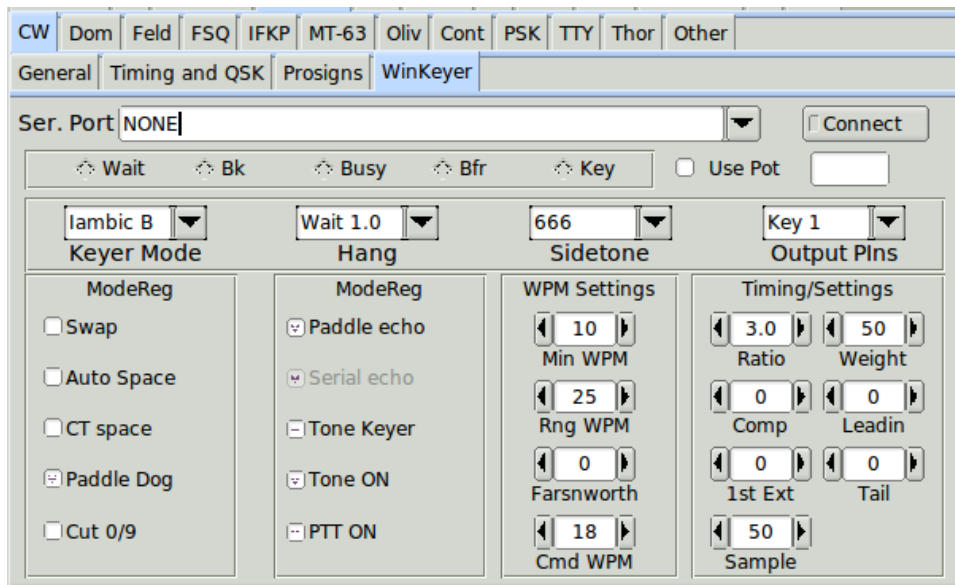 CW Dom Feld FSQ IFKP MT-63 Oliv Cont PSK TTY Thor Other
General Timing and QSK Prosigns WinKeyer
Ser. Port NONE Connect
Wait Bk Busy Bfr Key Use Pot
Iambic B Wait 1.0 666 Key 1
Keyer Mode Hang Sidetone Output PIns
ModeReg ModeReg WPM Settings Timing/Settings
Swap Paddle echo 10 3.0 50
Min WPM Ratio Weight
Auto Space Serial echo 25 0 0
CT space Tone Keyer Rng WPM Comp Leadin
Paddle Dog Tone ON 0 0 0
Farsnworth 1st Ext Tail
Cut 0/9 PTT ON 18 50
Cmd WPM Sample